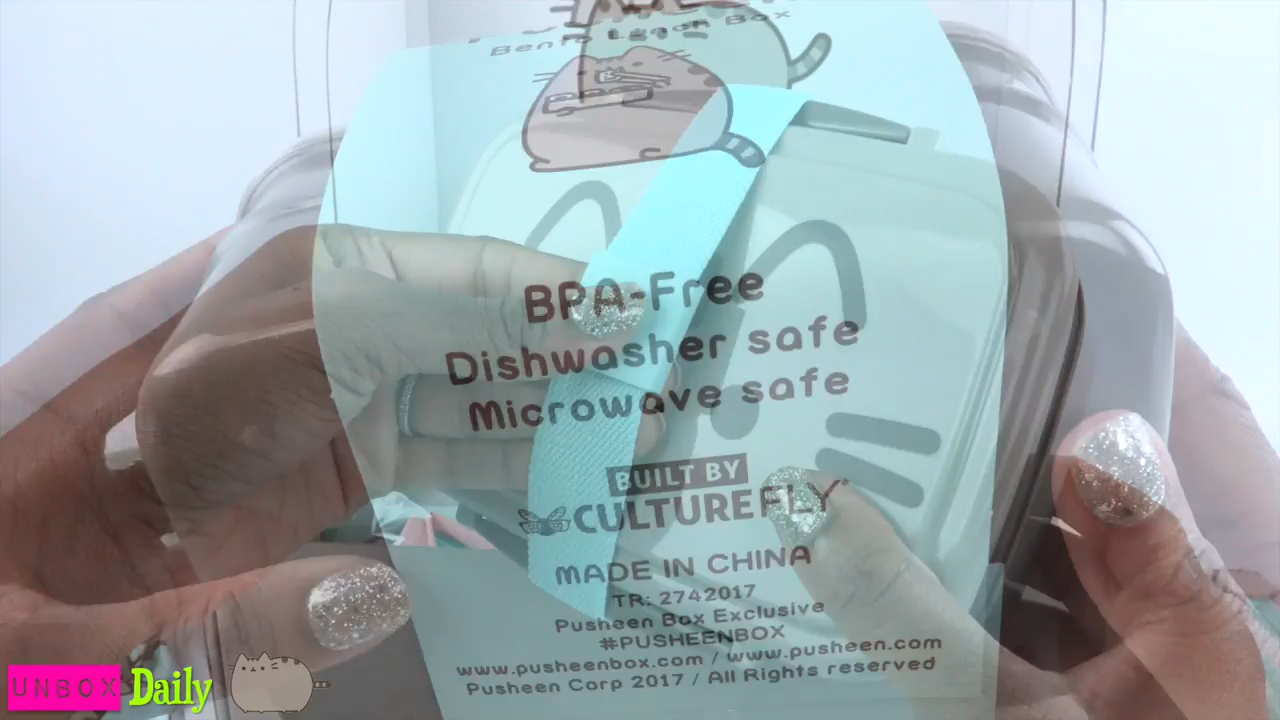 Bento Lunch Box
BPA-Free
Dishwasher safe
Microwave safe
BUILT BY
CULTUREFLY
MADE IN CHINA
TR: 2742017
Pusheen Box Exclusive
#PUSHEENBOX
www.pusheenbox.com / www.pusheen.com
Pusheen Corp 2017 / All Rights reserved
UNBOX Daily